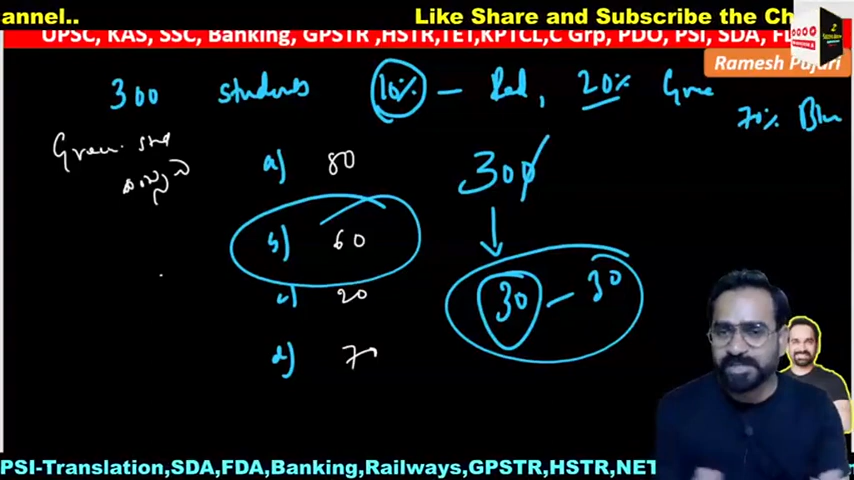 annel..
Like Share and Subscribe the Ch
UPSC, KAS, SSC, Banking, GPSTR ,HSTR,TET,KPTCL,C Grp, PDO, PSI, SDA, F
Ramesh Pujari
300 students 10% - Red, 20% Gree
70% Blu
Green
a) 80
300
b) 60
30 - 30
c) 20
d) 70
PSI-Translation,SDA,FDA,Banking,Railways,GPSTR,HSTR,NET